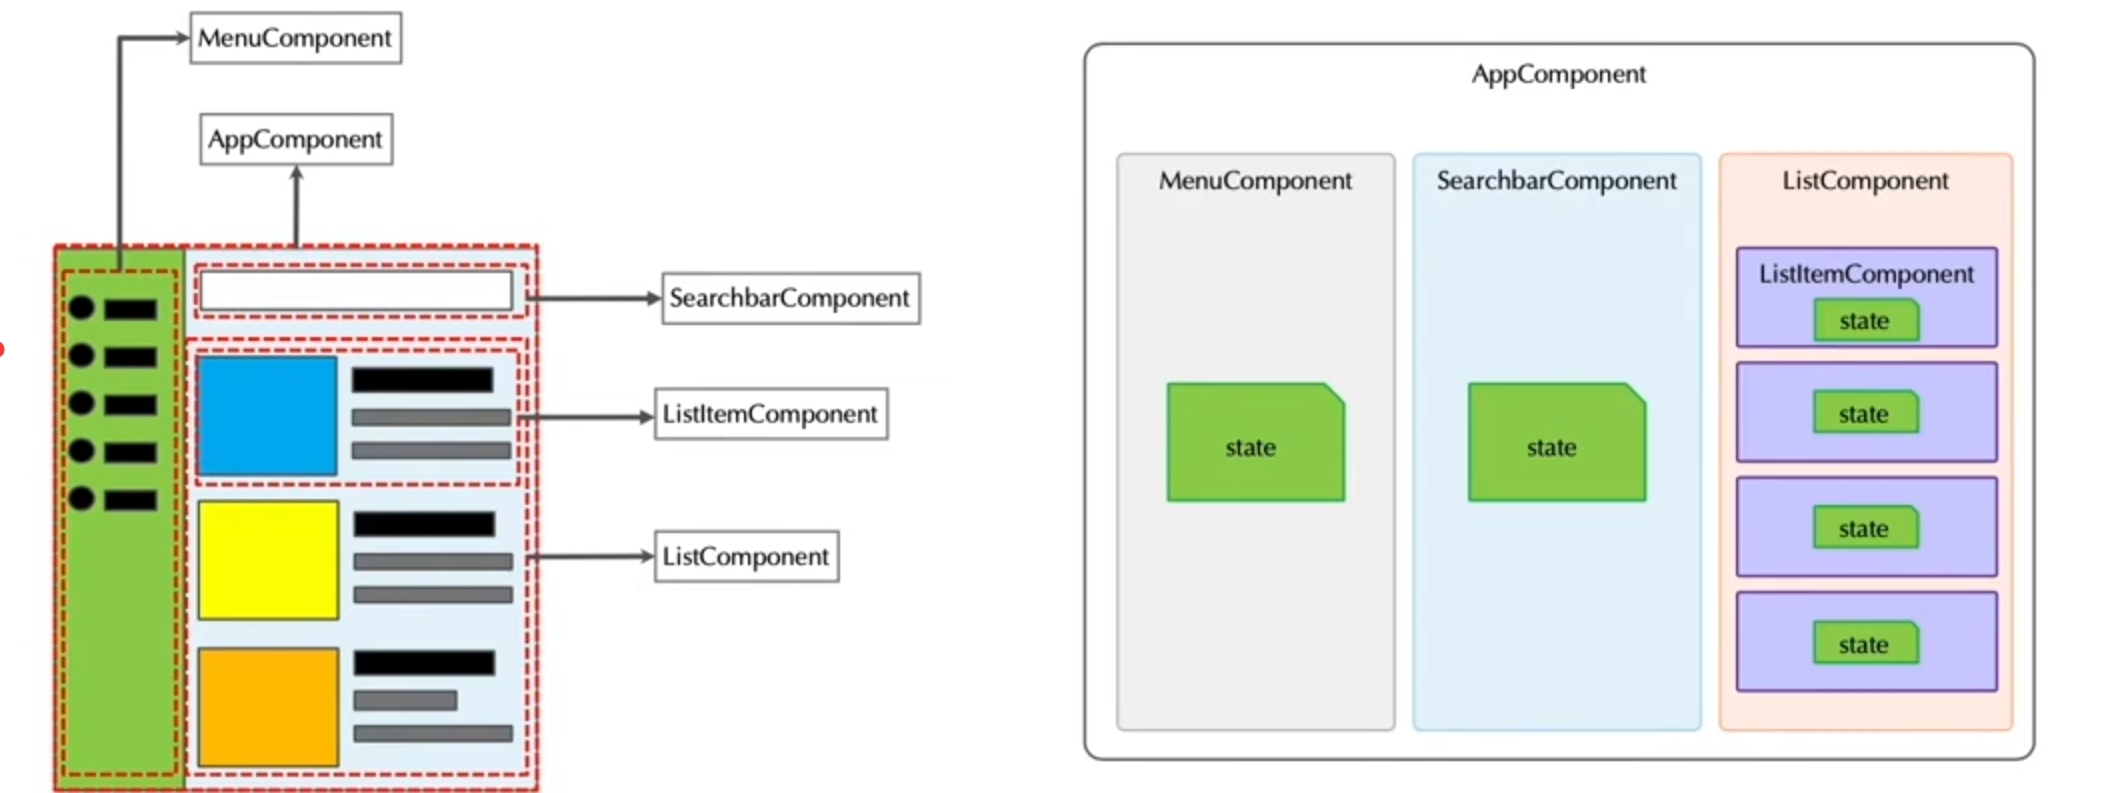 MenuComponent
AppComponent
SearchbarComponent
ListItemComponent
ListComponent
AppComponent
MenuComponent
state
SearchbarComponent
state
ListComponent
ListItemComponent
state
state
state
state